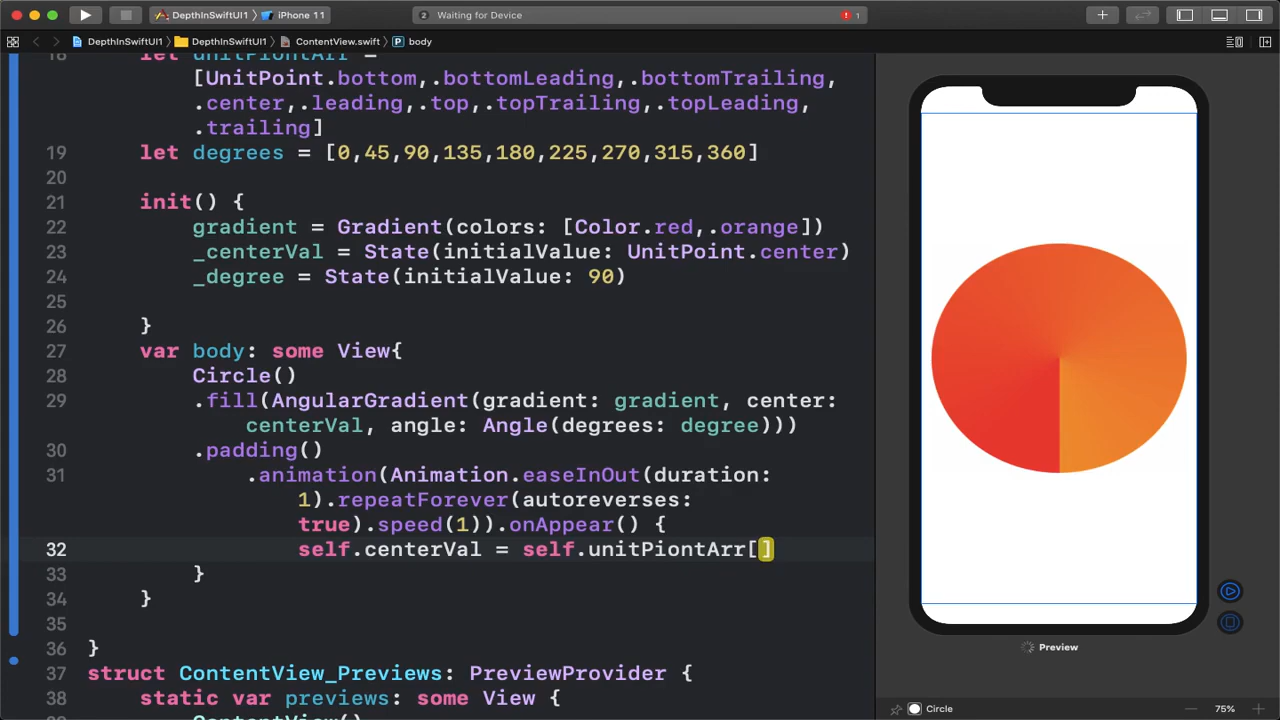 DepthInSwiftUI1 〉 iPhone 11
2 Waiting for Device
1
DepthInSwiftUI1 〉 DepthInSwiftUI1 〉 ContentView.swift 〉 P body
18 let unitPiontArr =
[UnitPoint.bottom,.bottomLeading,.bottomTrailing,
.center,.leading,.top,.topTrailing,.topLeading,
.trailing]
19 let degrees = [0,45,90,135,180,225,270,315,360]
20
21 init() {
22 gradient = Gradient(colors: [Color.red,.orange])
23 _centerVal = State(initialValue: UnitPoint.center)
24 _degree = State(initialValue: 90)
25
26 }
27 var body: some View{
28 Circle()
29 .fill(AngularGradient(gradient: gradient, center:
centerVal, angle: Angle(degrees: degree)))
30 .padding()
31 .animation(Animation.easeInOut(duration:
1).repeatForever(autoreverses:
true).speed(1)).onAppear() {
32 self.centerVal = self.unitPiontArr[]
33 }
34 }
35
36 }
37 struct ContentView_Previews: PreviewProvider {
38 static var previews: some View {
ContentView()
Preview
Circle
75%